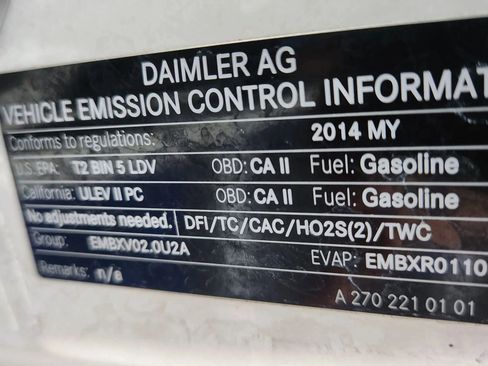 DAIMLER AG
VEHICLE EMISSION CONTROL INFORMAT
Conforms to regulations: 2014 MY
U.S. EPA: T2 BIN 5 LDV OBD: CA II Fuel: Gasoline
California: ULEV II PC OBD: CA II Fuel: Gasoline
No adjustments needed. DFI/TC/CAC/HO2S(2)/TWC
Group: EMBXV02.0U2A EVAP: EMBXR0110
Remarks: n/a
A 270 221 01 01